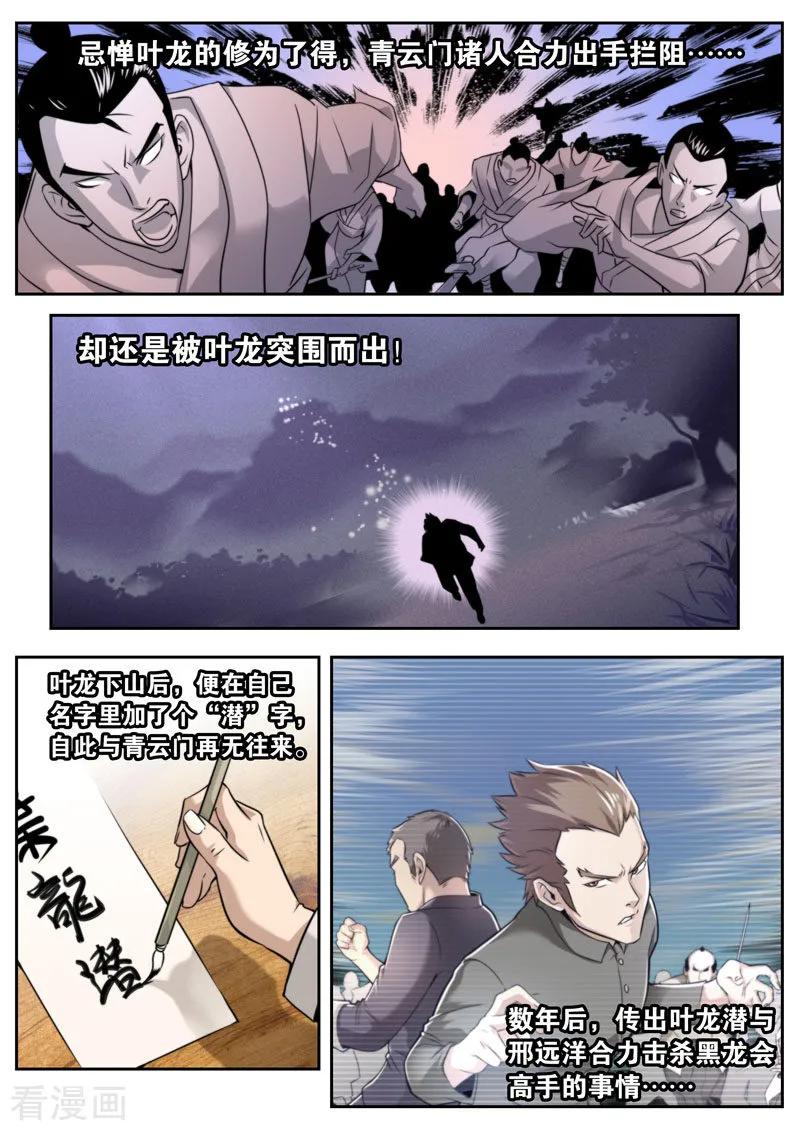 忌惮叶龙的修为了得，青云门诸人合力出手拦阻……
却还是被叶龙突围而出！
叶龙下山后，便在自己
名字里加了个“潜”字，
自此与青云门再无往来。
龍
潛
数年后，传出叶龙潜与
邢远洋合力击杀黑龙会
高手的事情……
看漫画